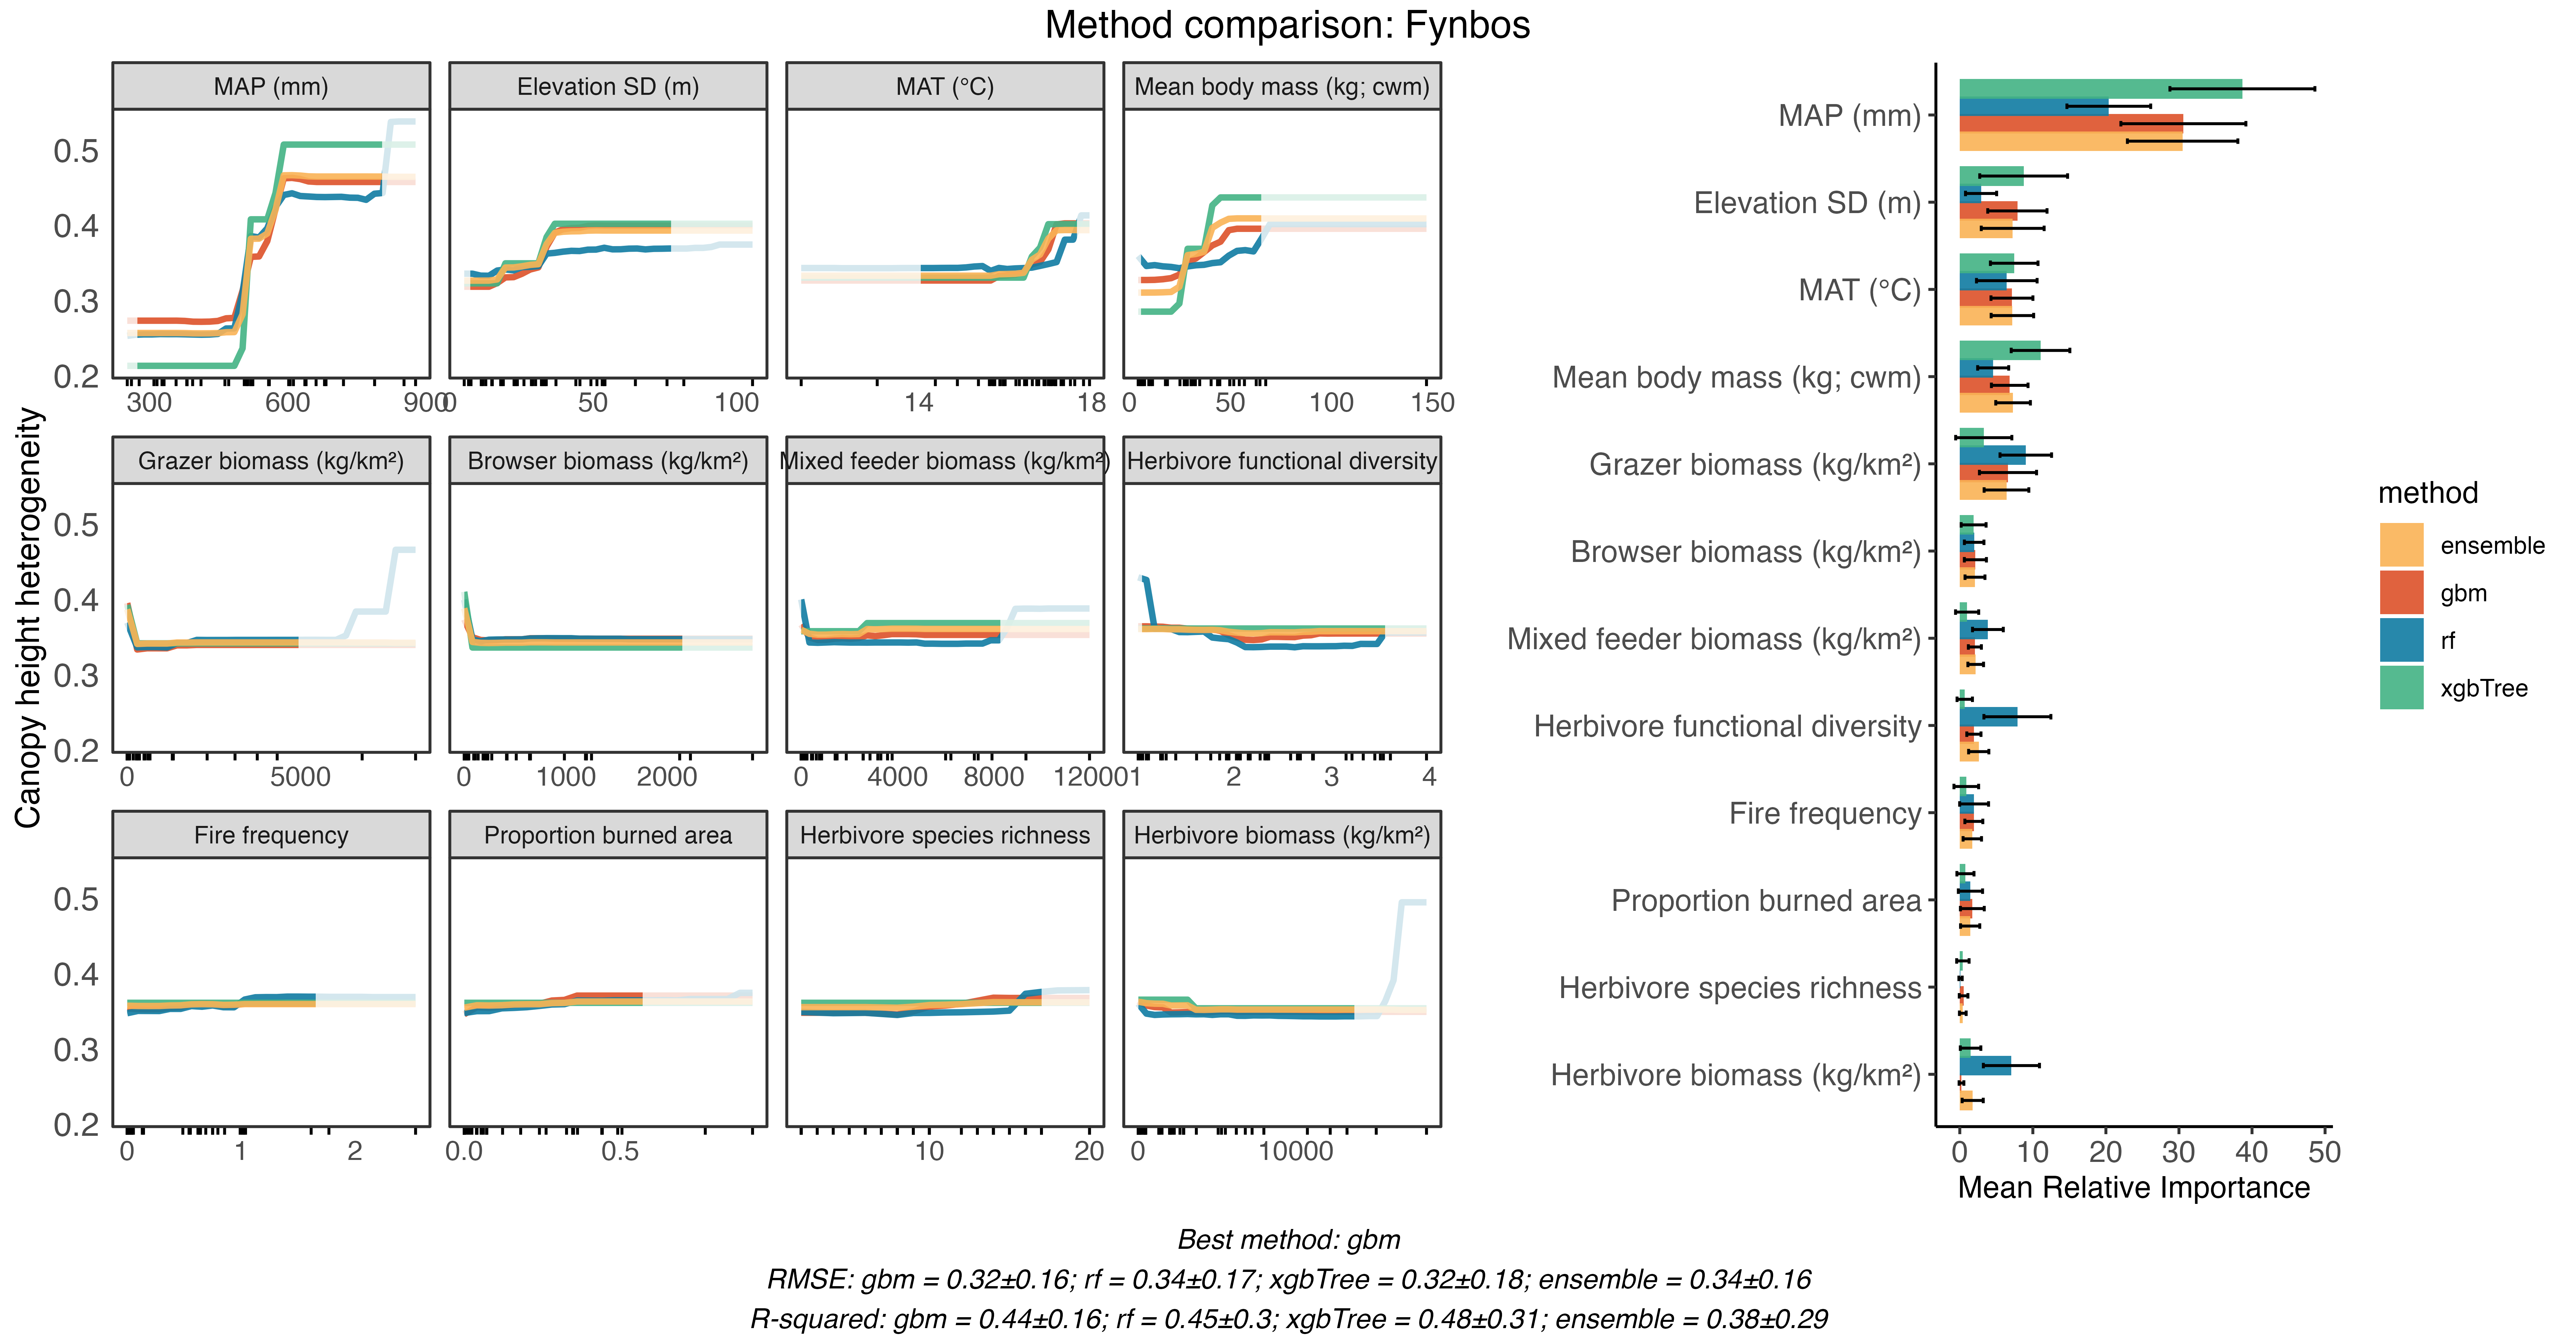 Method comparison: Fynbos
MAP (mm)
Elevation SD (m)
MAT (°C)
Mean body mass (kg; cwm)
0.5
0.4
0.3
0.2
300 600 900
0 50 100
14 18
0 50 100 150
Canopy height heterogeneity
Grazer biomass (kg/km²)
Browser biomass (kg/km²)
Mixed feeder biomass (kg/km²)
Herbivore functional diversity
0.5
0.4
0.3
0.2
0 5000
0 1000 2000
0 4000 8000 12000
1 2 3 4
Fire frequency
Proportion burned area
Herbivore species richness
Herbivore biomass (kg/km²)
0.5
0.4
0.3
0.2
0 1 2
0.0 0.5
10 20
0 10000
MAP (mm)
Elevation SD (m)
MAT (°C)
Mean body mass (kg; cwm)
Grazer biomass (kg/km²)
Browser biomass (kg/km²)
Mixed feeder biomass (kg/km²)
Herbivore functional diversity
Fire frequency
Proportion burned area
Herbivore species richness
Herbivore biomass (kg/km²)
0 10 20 30 40 50
Mean Relative Importance
method
ensemble
gbm
rf
xgbTree
Best method: gbm
RMSE: gbm = 0.32±0.16; rf = 0.34±0.17; xgbTree = 0.32±0.18; ensemble = 0.34±0.16
R-squared: gbm = 0.44±0.16; rf = 0.45±0.3; xgbTree = 0.48±0.31; ensemble = 0.38±0.29